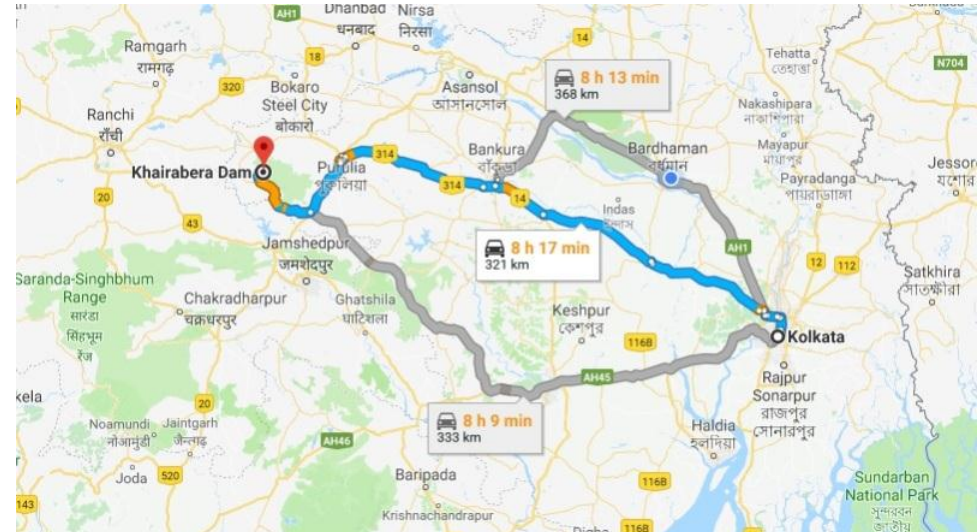 AH1
Dhanbad
धनबाद
Nirsa
निरसा
Ramgarh
रामगढ़
18
14
Tehatta
তেহাট্টা
N704
320
Bokaro
Steel City
बोकारो
Asansol
আসানসোল
8 h 13 min
368 km
Nakashipara
নাকাশিপাড়া
Ranchi
राँची
Mayapur
মায়াপুর
Khairabera Dam
Purulia
পুরুলিয়া
314
Bankura
বাঁকুড়া
Bardhaman
বর্ধমান
Jessore
যশোর
314
14
Payradanga
পায়রাডাঙ্গা
20
43
Indas
ইন্দাস
Jamshedpur
जमशेदपुर
8 h 17 min
321 km
AH1
12
112
Satkhira
সাতক্ষীরা
Saranda-Singhbhum
Range
सारंडा
सिंहभूम
रेंज
Chakradharpur
चक्रधरपुर
Ghatshila
घाटशिला
Keshpur
কেশপুর
116B
Kolkata
AH45
Rajpur
Sonarpur
রাজপুর
সোনারপুর
kela
20
8 h 9 min
333 km
Noamundi
Jaintgarh
जैन्तगढ़
AH46
Haldia
হলদিয়া
Joda
520
Baripada
116B
Sundarban
National Park
সুন্দরবন
জাতীয়
143
Krishnachandrapur
116B